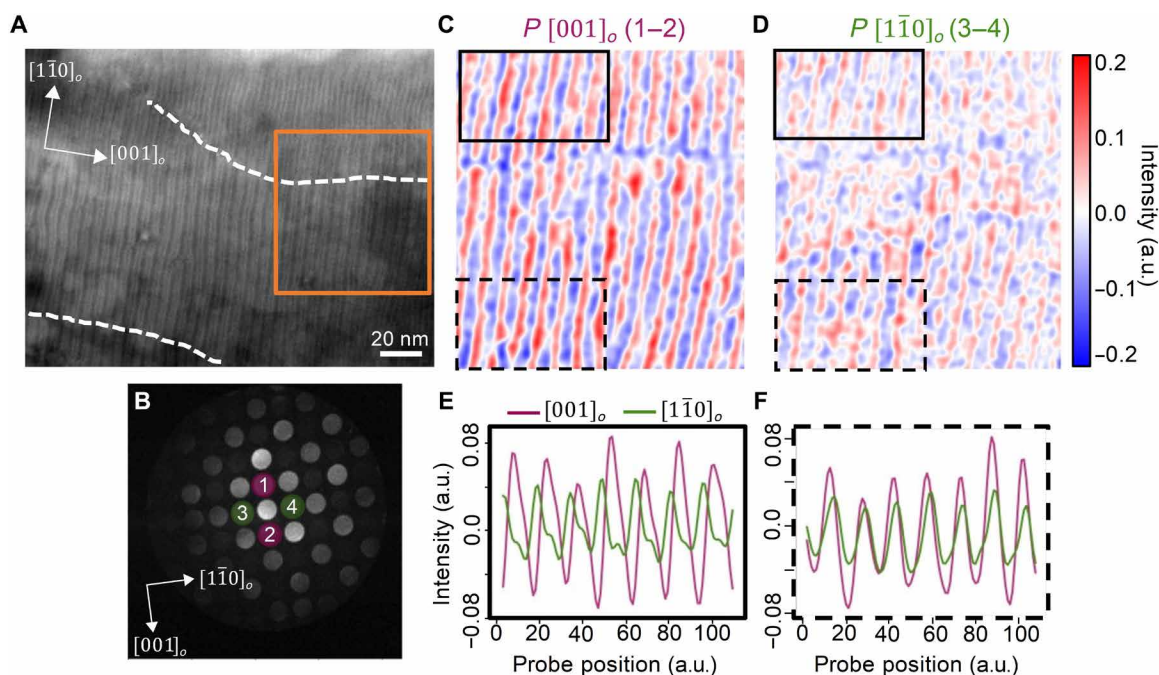 A
[11̄0]ₒ
[001]ₒ
20 nm
B
1
3
4
2
[11̄0]ₒ
[001]ₒ
C
P [001]ₒ (1–2)
D
P [11̄0]ₒ (3–4)
0.2
0.1
0.0
−0.1
−0.2
Intensity (a.u.)
E
[001]ₒ
[11̄0]ₒ
0.08
0.0
−0.08
Intensity (a.u.)
0 20 40 60 80 100
Probe position (a.u.)
F
0.08
0.0
−0.08
0 20 40 60 80 100
Probe position (a.u.)